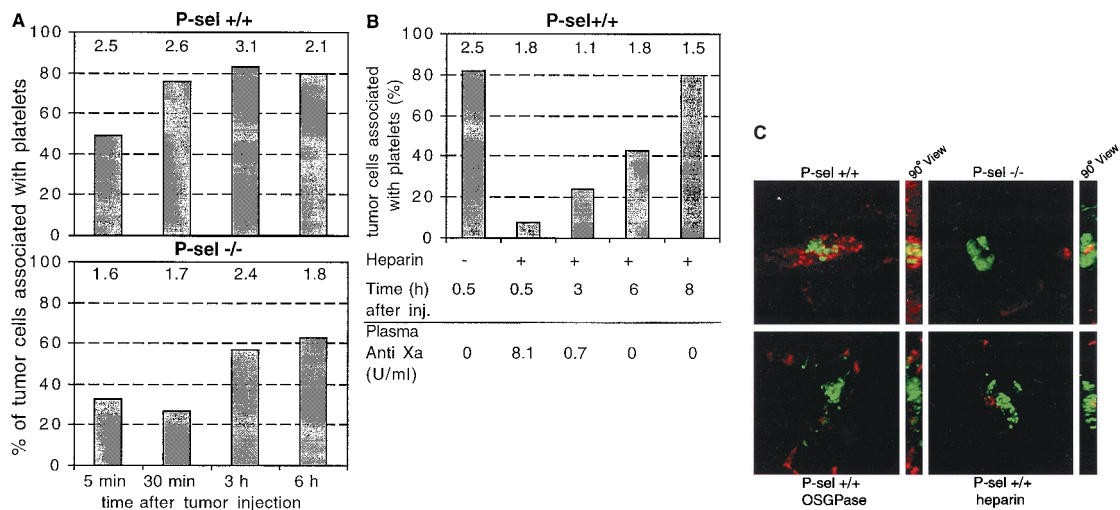 A
P-sel +/+
100
80
60
40
20
0
2.5 2.6 3.1 2.1
P-sel -/-
100
80
60
40
20
0
1.6 1.7 2.4 1.8
5 min 30 min 3 h 6 h
time after tumor injection
% of tumor cells associated with platelets
B
P-sel+/+
tumor cells associated
with platelets (%)
100
80
60
40
20
0
2.5 1.8 1.1 1.8 1.5
Heparin - + + + +
Time (h) 0.5 0.5 3 6 8
after inj.
Plasma
Anti Xa 0 8.1 0.7 0 0
(U/ml)
C
P-sel +/+
90° View
P-sel -/-
90° View
P-sel +/+
OSGPase
P-sel +/+
heparin